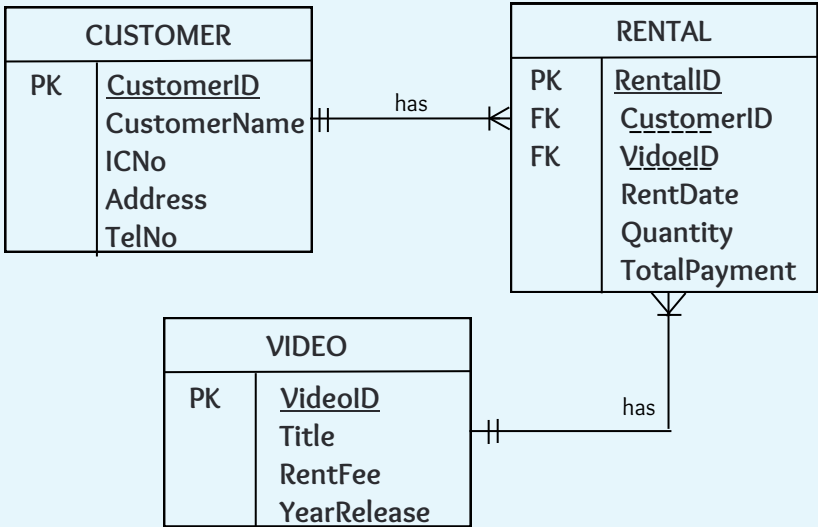 CUSTOMER
PK CustomerID
CustomerName
ICNo
Address
TelNo
has
RENTAL
PK RentalID
FK CustomerID
FK VidoeID
RentDate
Quantity
TotalPayment
VIDEO
PK VideoID
Title
RentFee
YearRelease
has